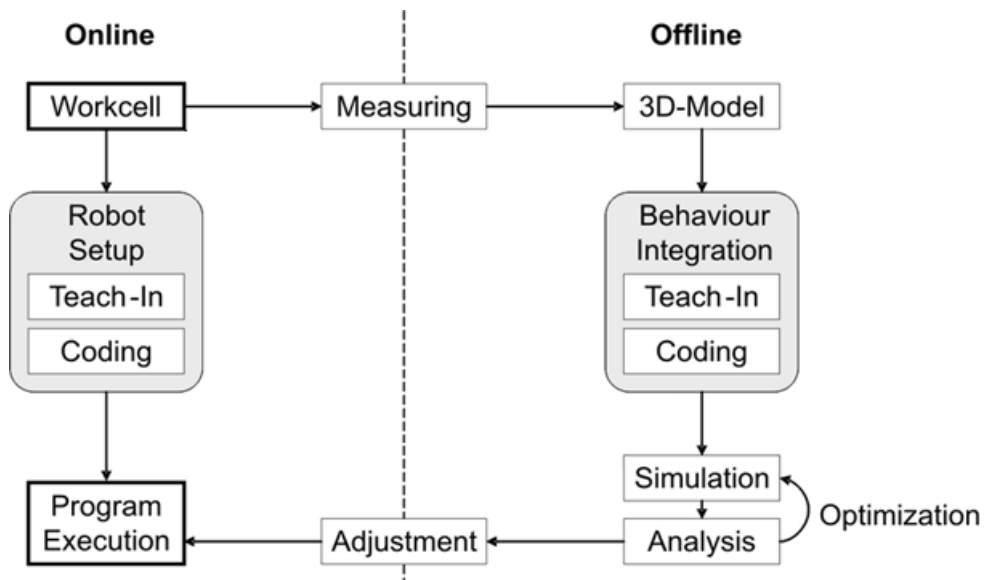 Online
Offline
Workcell
Measuring
3D-Model
Robot
Setup
Teach-In
Coding
Behaviour
Integration
Teach-In
Coding
Simulation
Optimization
Program
Execution
Adjustment
Analysis